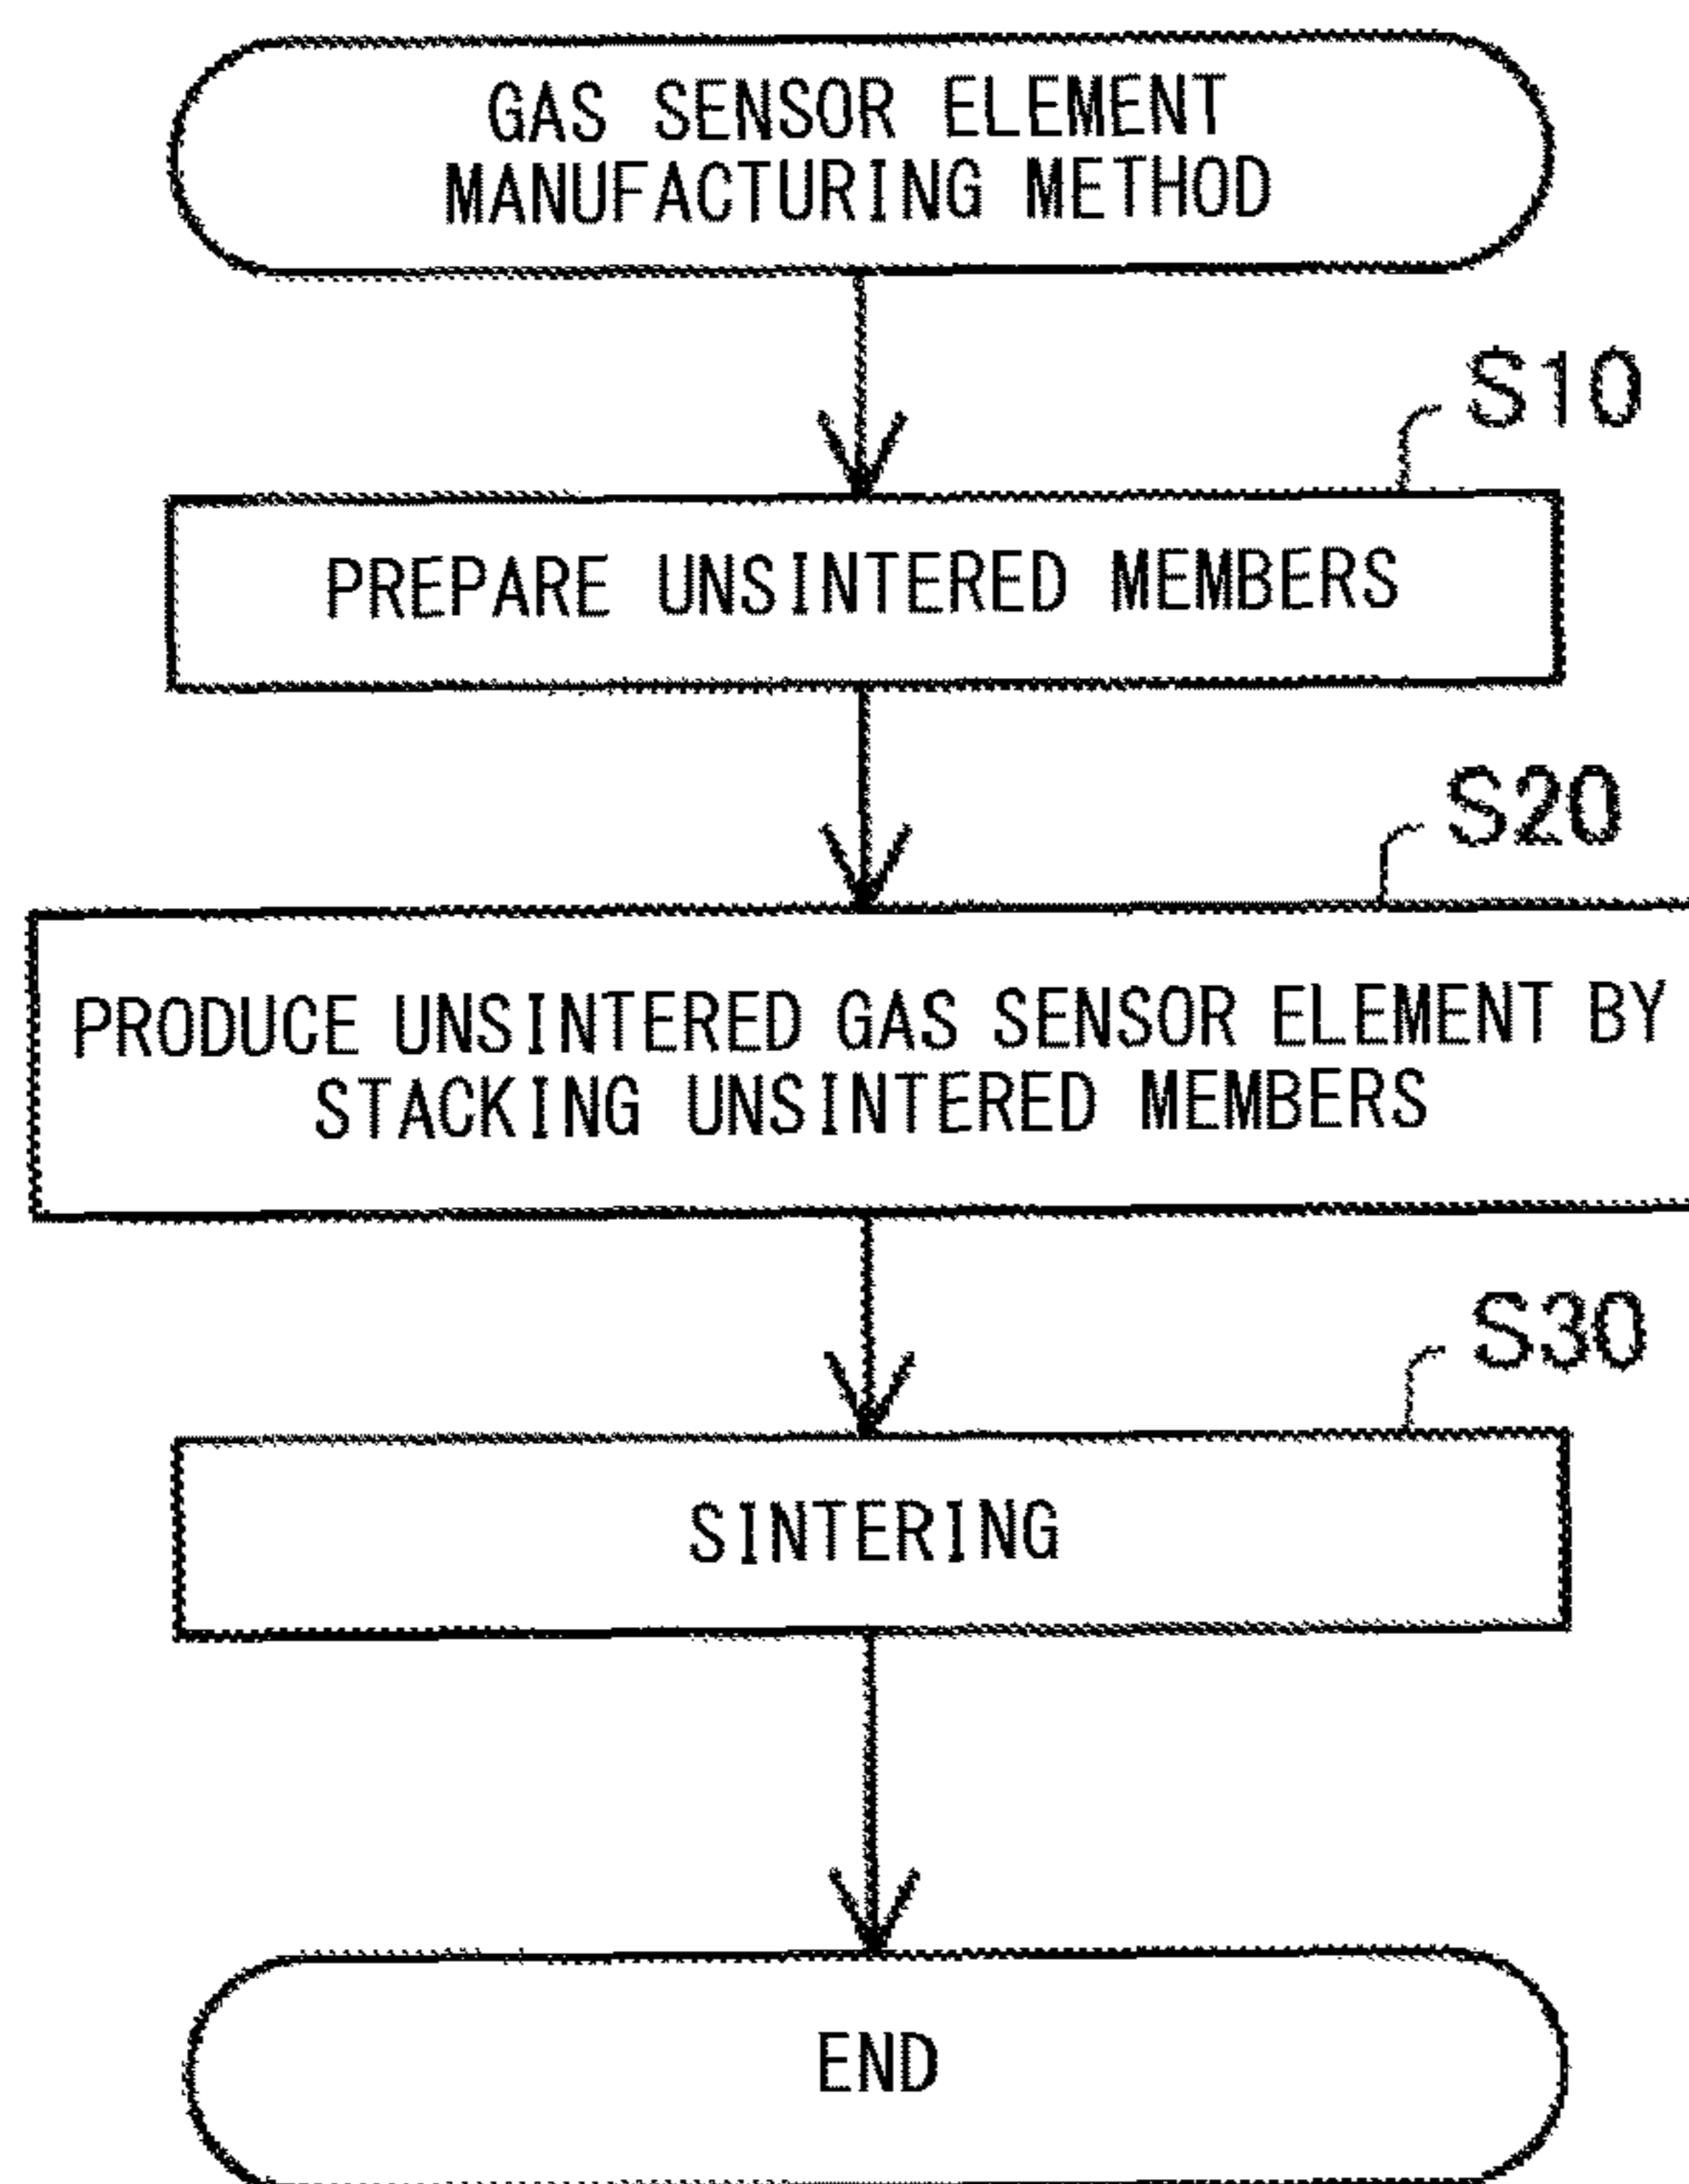 GAS SENSOR ELEMENT
MANUFACTURING METHOD
S10
PREPARE UNSINTERED MEMBERS
S20
PRODUCE UNSINTERED GAS SENSOR ELEMENT BY
STACKING UNSINTERED MEMBERS
S30
SINTERING
END